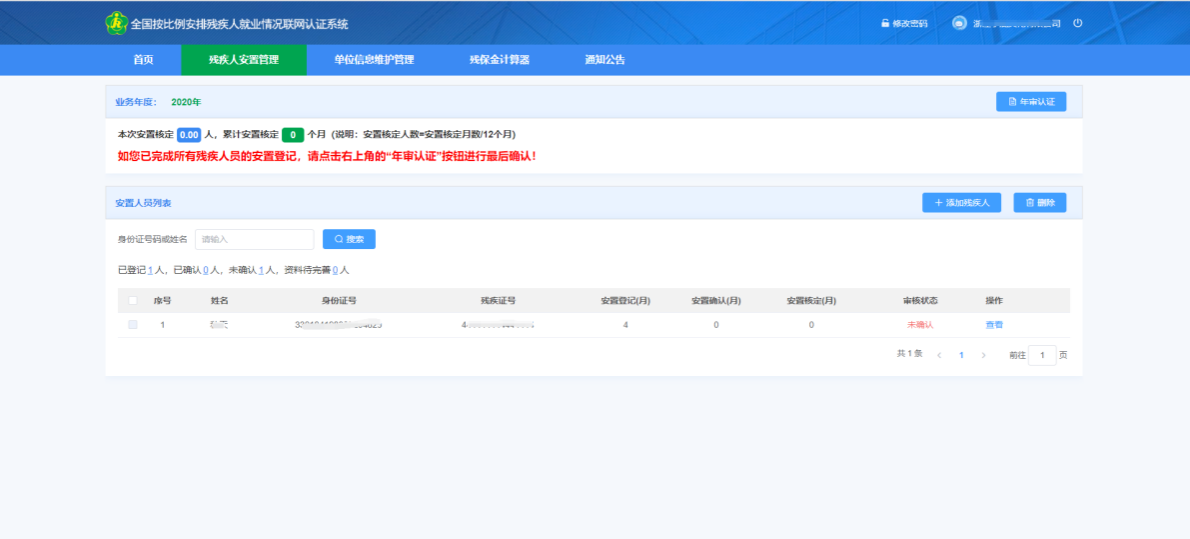 全国按比例安排残疾人就业情况联网认证系统
修改密码
司
首页 残疾人安置管理 单位信息维护管理 残保金计算器 通知公告
业务年度： 2020年 年审认证
本次安置核定 0.00 人，累计安置核定 0 个月（说明：安置核定人数=安置核定月数/12个月）
如您已完成所有残疾人员的安置登记，请点击右上角的“年审认证”按钮进行最后确认！
安置人员列表 + 添加残疾人 删除
身份证号码或姓名 请输入 搜索
已登记1人，已确认0人，未确认1人，资料待完善0人
序号 姓名 身份证号 残疾证号 安置登记(月) 安置确认(月) 安置核定(月) 审核状态 操作
1 4 0 0 未确认 查看
共 1 条 < 1 > 前往 1 页